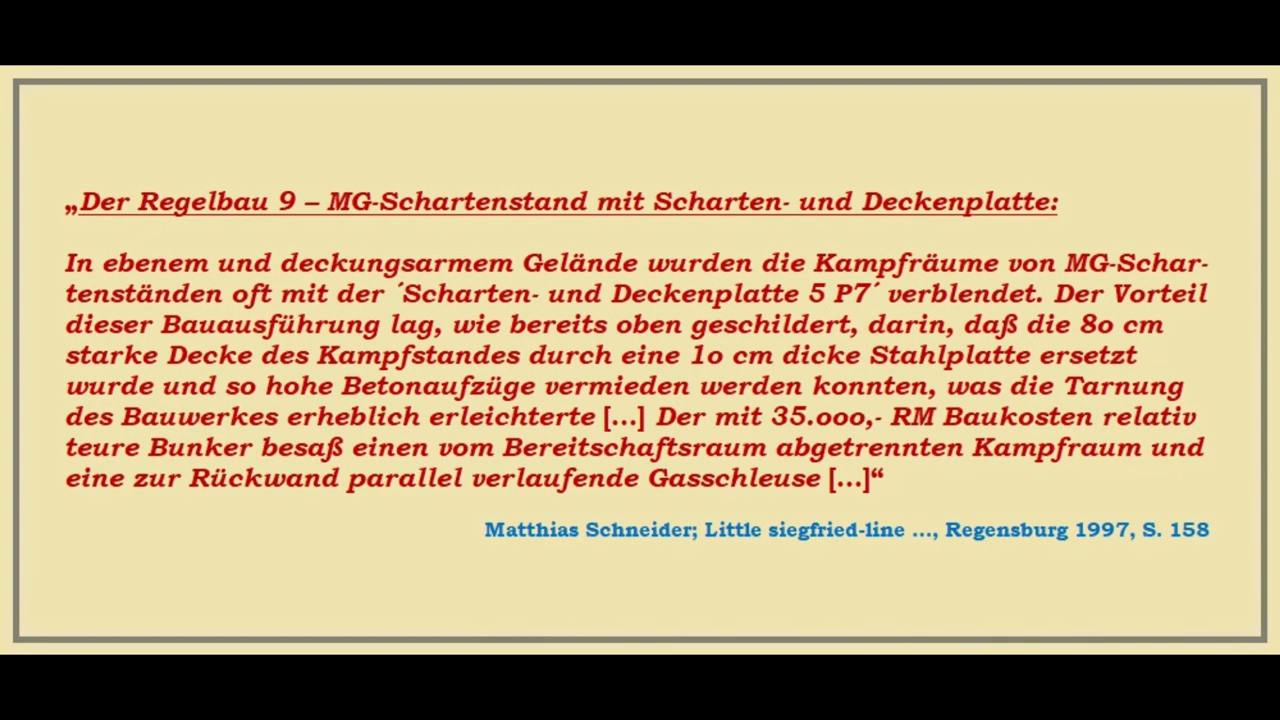 „Der Regelbau 9 – MG-Schartenstand mit Scharten- und Deckenplatte:
In ebenem und deckungsarmem Gelände wurden die Kampfräume von MG-Schar-
tenständen oft mit der ´Scharten- und Deckenplatte 5 P7´ verblendet. Der Vorteil
dieser Bauausführung lag, wie bereits oben geschildert, darin, daß die 8o cm
starke Decke des Kampfstandes durch eine 1o cm dicke Stahlplatte ersetzt
wurde und so hohe Betonaufzüge vermieden werden konnten, was die Tarnung
des Bauwerkes erheblich erleichterte [...] Der mit 35.ooo,- RM Baukosten relativ
teure Bunker besaß einen vom Bereitschaftsraum abgetrennten Kampfraum und
eine zur Rückwand parallel verlaufende Gasschleuse [...]“
Matthias Schneider; Little siegfried-line ..., Regensburg 1997, S. 158